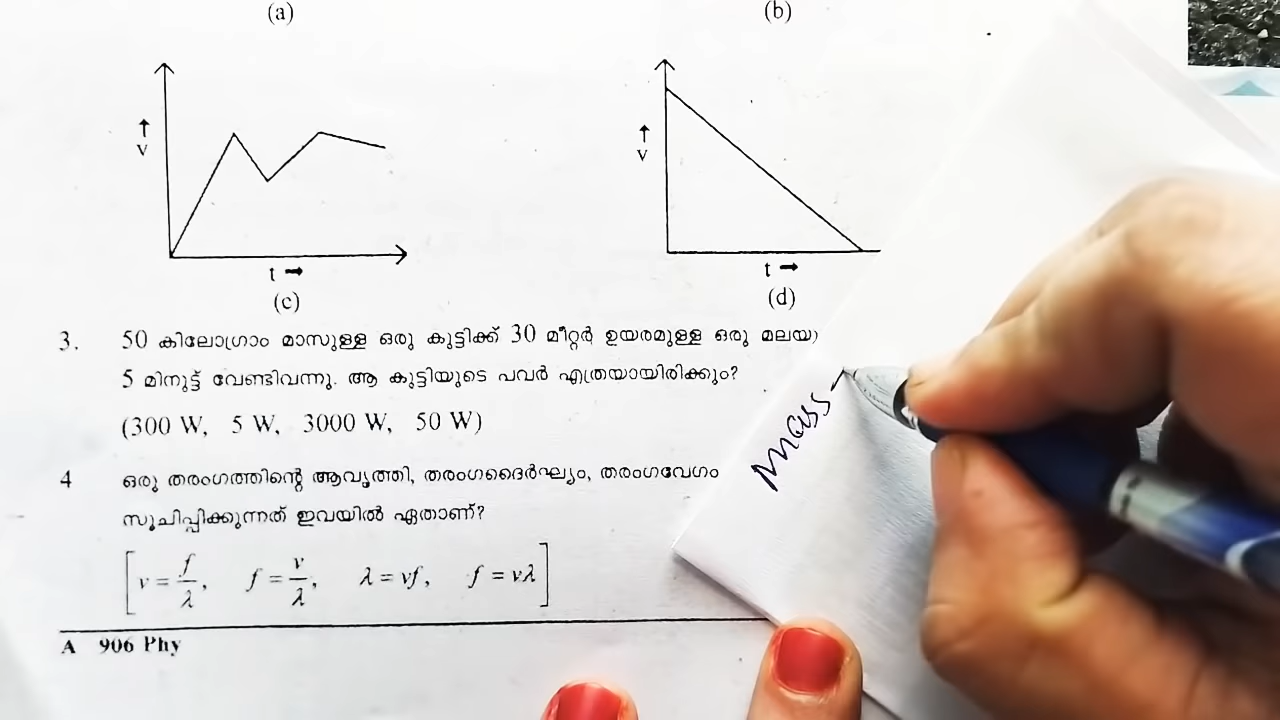 (a) (b)
↑ ↑
V V
t → t →
(c) (d)
3. 50 കിലോഗ്രാം മാസുള്ള ഒരു കുട്ടിക്ക് 30 മീറ്റർ ഉയരമുള്ള ഒരു
5 മിനുട്ട് വേണ്ടിവന്നു. ആ കുട്ടിയുടെ പവർ എത്രയായിരിക്കും?
(300 W, 5 W, 3000 W, 50 W)
4 ഒരു തരംഗത്തിന്റെ ആവൃത്തി, തരംഗദൈർഘ്യം, തരംഗവേഗം
സൂചിപ്പിക്കുന്നത് ഇവയിൽ ഏതാണ്?
[v = f/λ, f = v/λ, λ = vf, f = vλ]
A 906 Phy
mass -